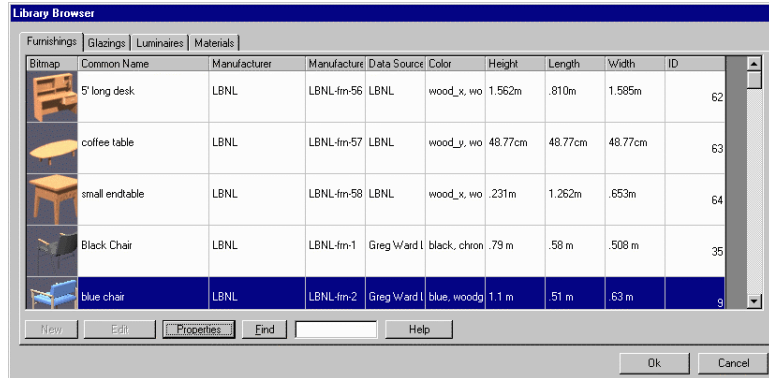 Library Browser
Furnishings Glazings Luminaires Materials
Bitmap Common Name Manufacturer Manufacture Data Source Color Height Length Width ID
5' long desk LBNL LBNL-frn-56 LBNL wood_x, wo 1.562m .810m 1.585m 62
coffee table LBNL LBNL-frn-57 LBNL wood_y, wo 48.77cm 48.77cm 48.77cm 63
small endtable LBNL LBNL-frn-58 LBNL wood_x, wo .231m 1.262m .653m 64
Black Chair LBNL LBNL-frn-1 Greg Ward L black, chron .79 m .58 m .508 m 35
blue chair LBNL LBNL-frn-2 Greg Ward L blue, woodg 1.1 m .51 m .63 m 9
New Edit Properties Find Help
Ok Cancel